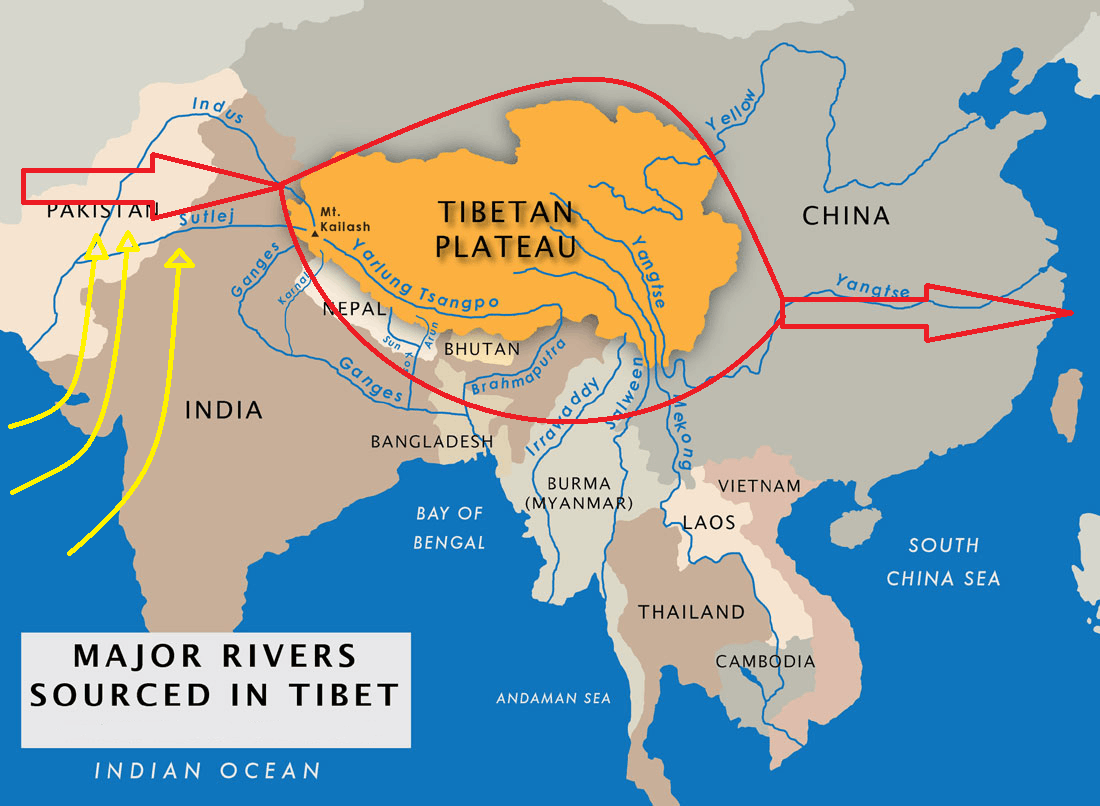 Indus
Yellow
PAKISTAN
Sutlej
Mt.
Kailash
TIBETAN
PLATEAU
CHINA
Ganges
Karnali
Yarlung Tsangpo
Yangtse
Yangtse
NEPAL
Sun
Kosi
Arun
BHUTAN
Ganges
Brahmaputra
INDIA
BANGLADESH
Irrawaddy
Salween
Mekong
BURMA
(MYANMAR)
VIETNAM
LAOS
BAY OF
BENGAL
SOUTH
CHINA SEA
THAILAND
CAMBODIA
ANDAMAN SEA
MAJOR RIVERS
SOURCED IN TIBET
INDIAN OCEAN